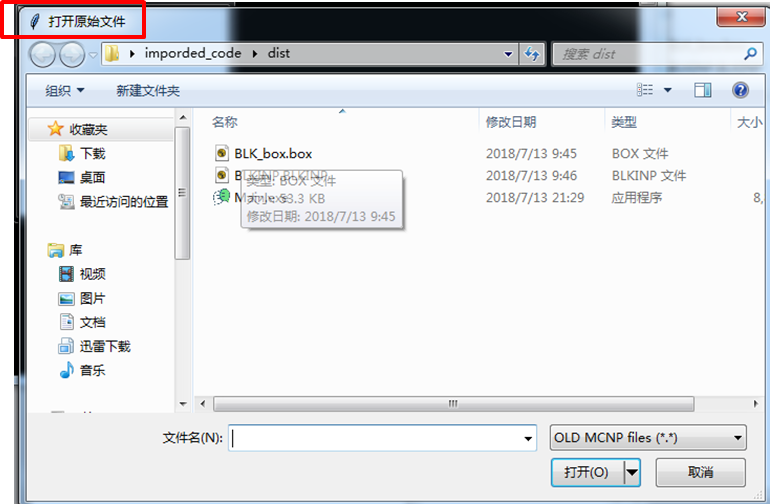 打开原始文件
imporded_code dist
搜索 dist
组织 新建文件夹
收藏夹
下载
桌面
最近访问的位置
库
视频
图片
文档
迅雷下载
音乐
名称 修改日期 类型 大小
BLK_box.box 2018/7/13 9:45 BOX 文件
BLKINP.BLKINP 2018/7/13 9:46 BLKINP 文件
2018/7/13 21:29 应用程序 8,
类型: BOX 文件
大小: 53.3 KB
修改日期: 2018/7/13 9:45
文件名(N):
OLD MCNP files (*.*)
打开(O) 取消